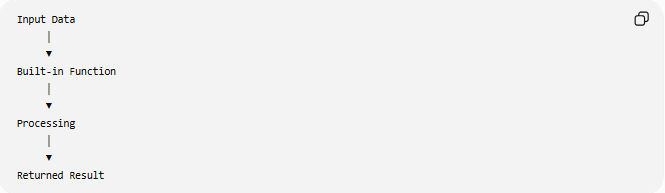 Input Data
│
▼
Built-in Function
│
▼
Processing
│
▼
Returned Result